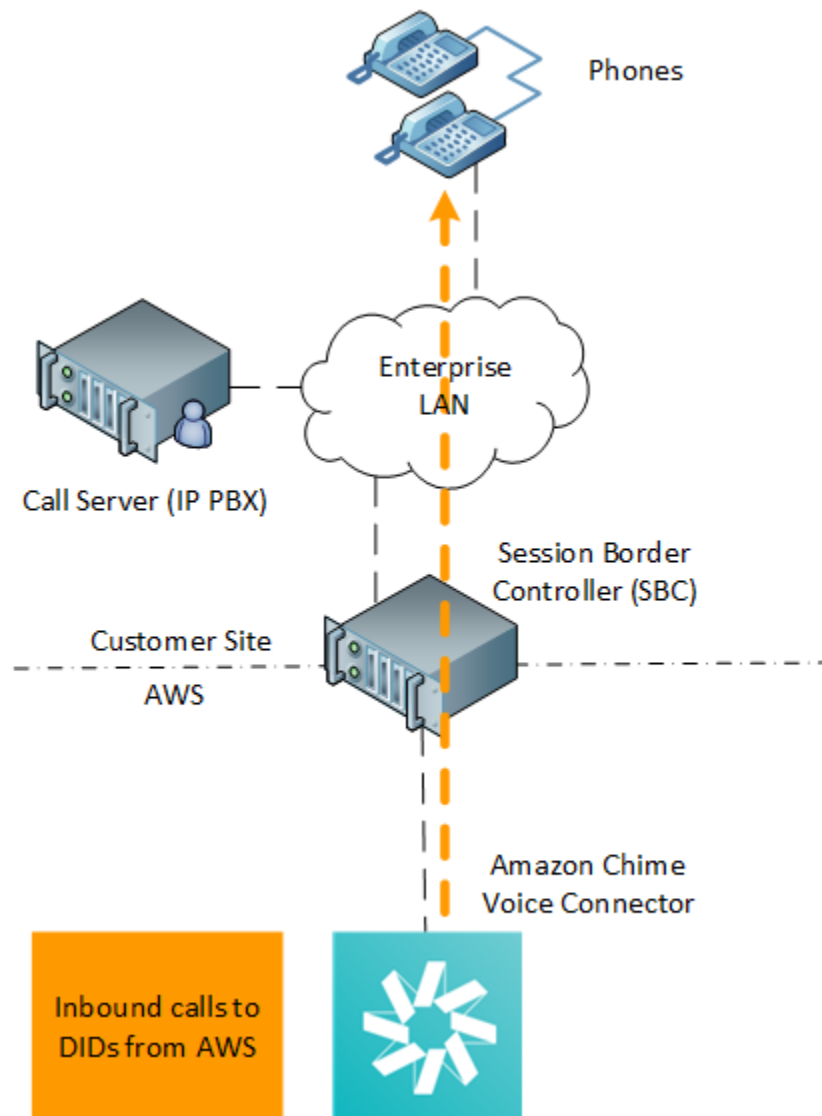 Phones
Enterprise
LAN
Call Server (IP PBX)
Session Border
Controller (SBC)
Customer Site
AWS
Amazon Chime
Voice Connector
Inbound calls to
DIDs from AWS